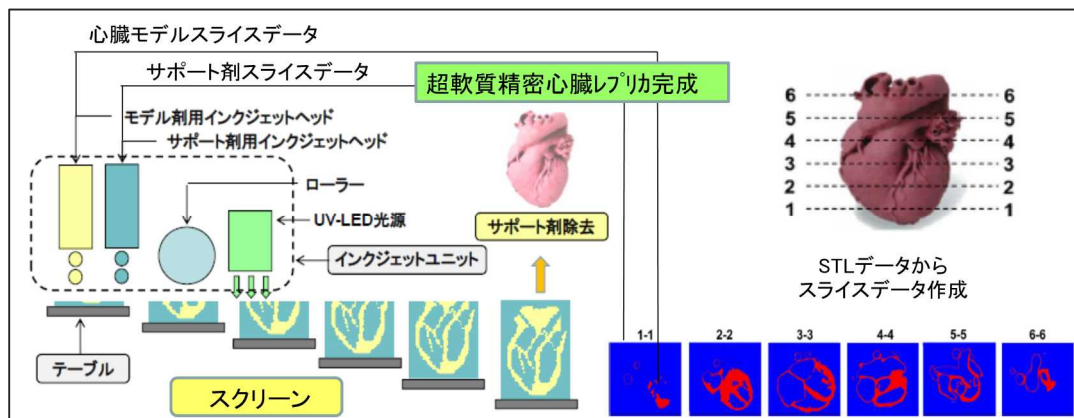 心臓モデルスライスデータ
サポート剤スライスデータ
超軟質精密心臓レプリカ完成
モデル剤用インクジェットヘッド
サポート剤用インクジェットヘッド
ローラー
UV-LED光源
サポート剤除去
インクジェットユニット
テーブル
スクリーン
6 6
5 5
4 4
3 3
2 2
1 1
STLデータから
スライスデータ作成
1-1 2-2 3-3 4-4 5-5 6-6